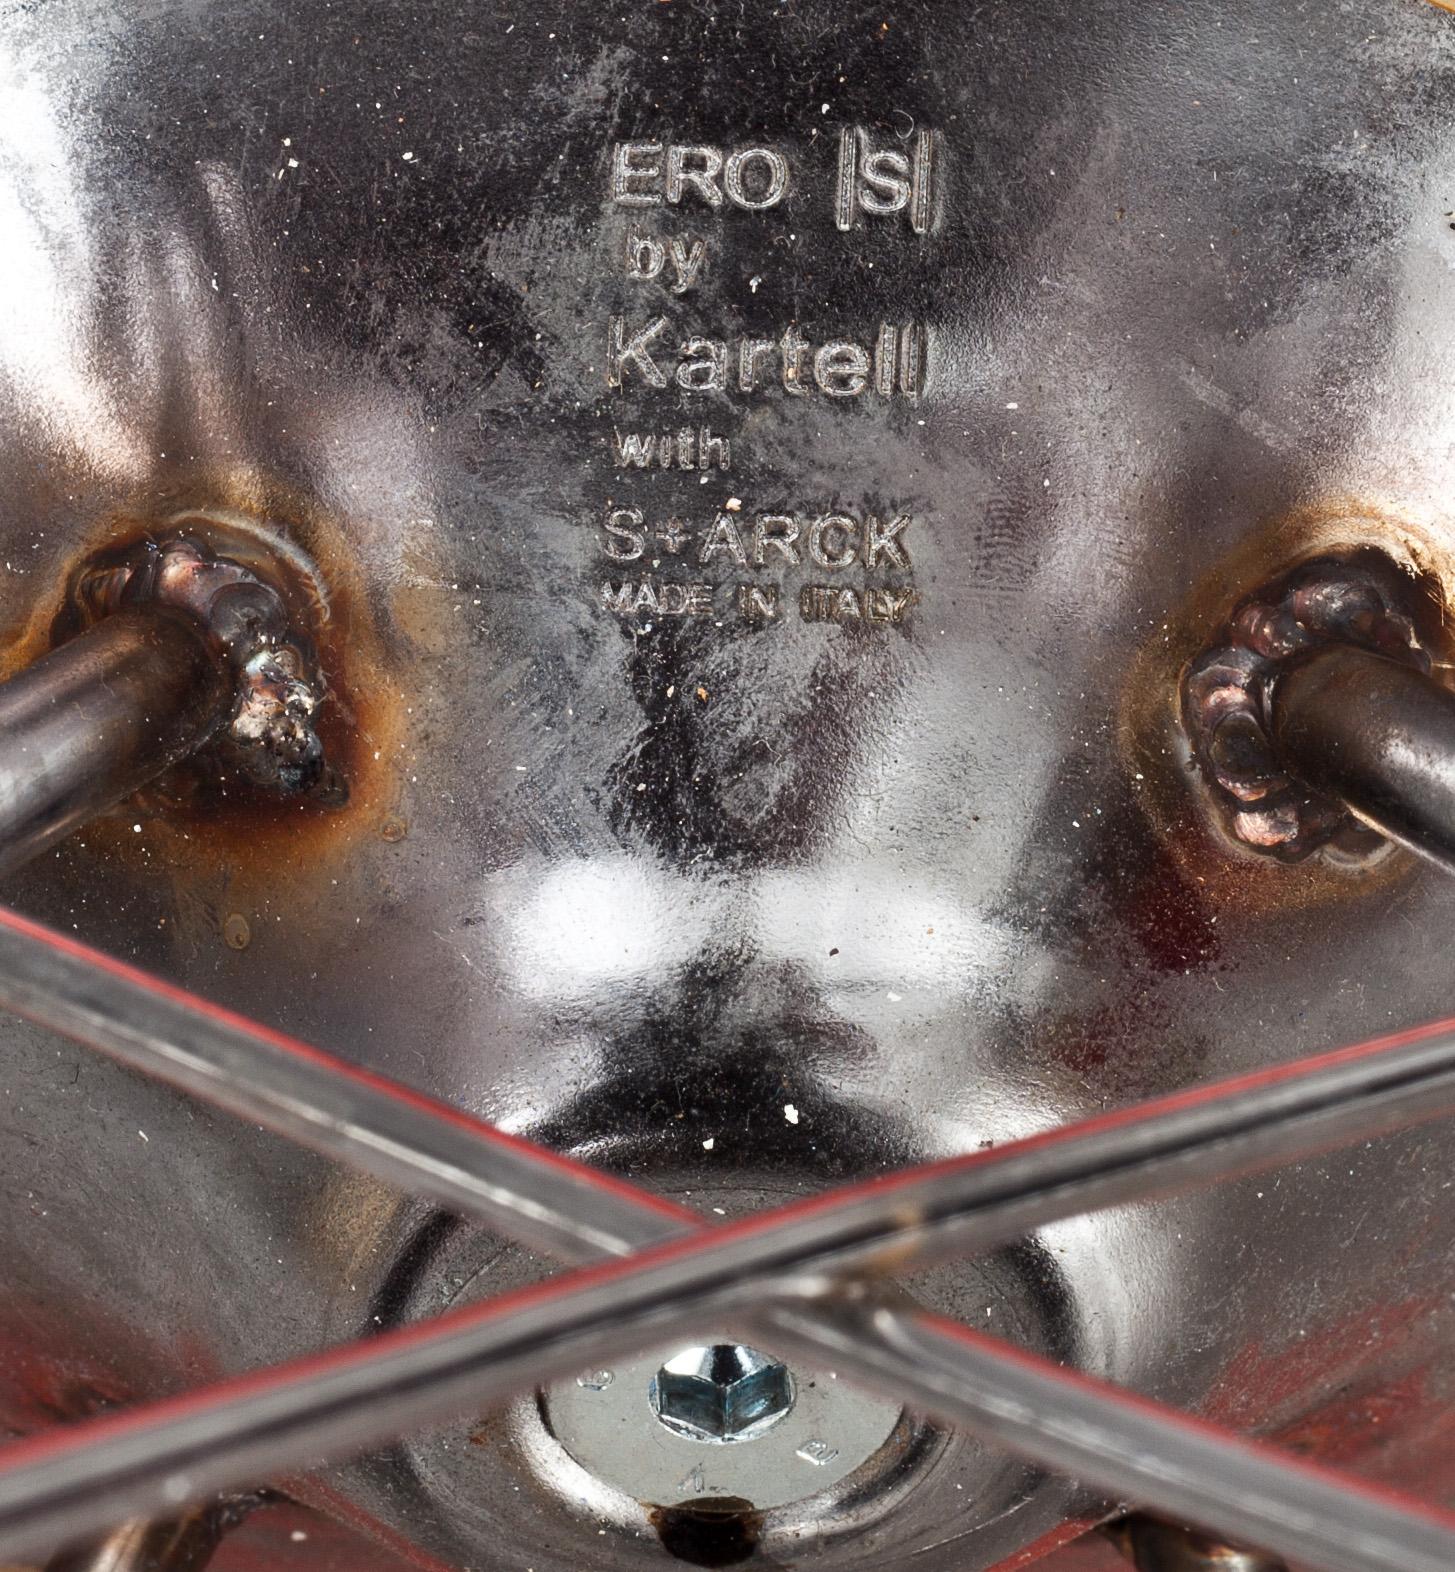 ERO |S|
by
Kartell
with
S+ARCK
MADE IN ITALY